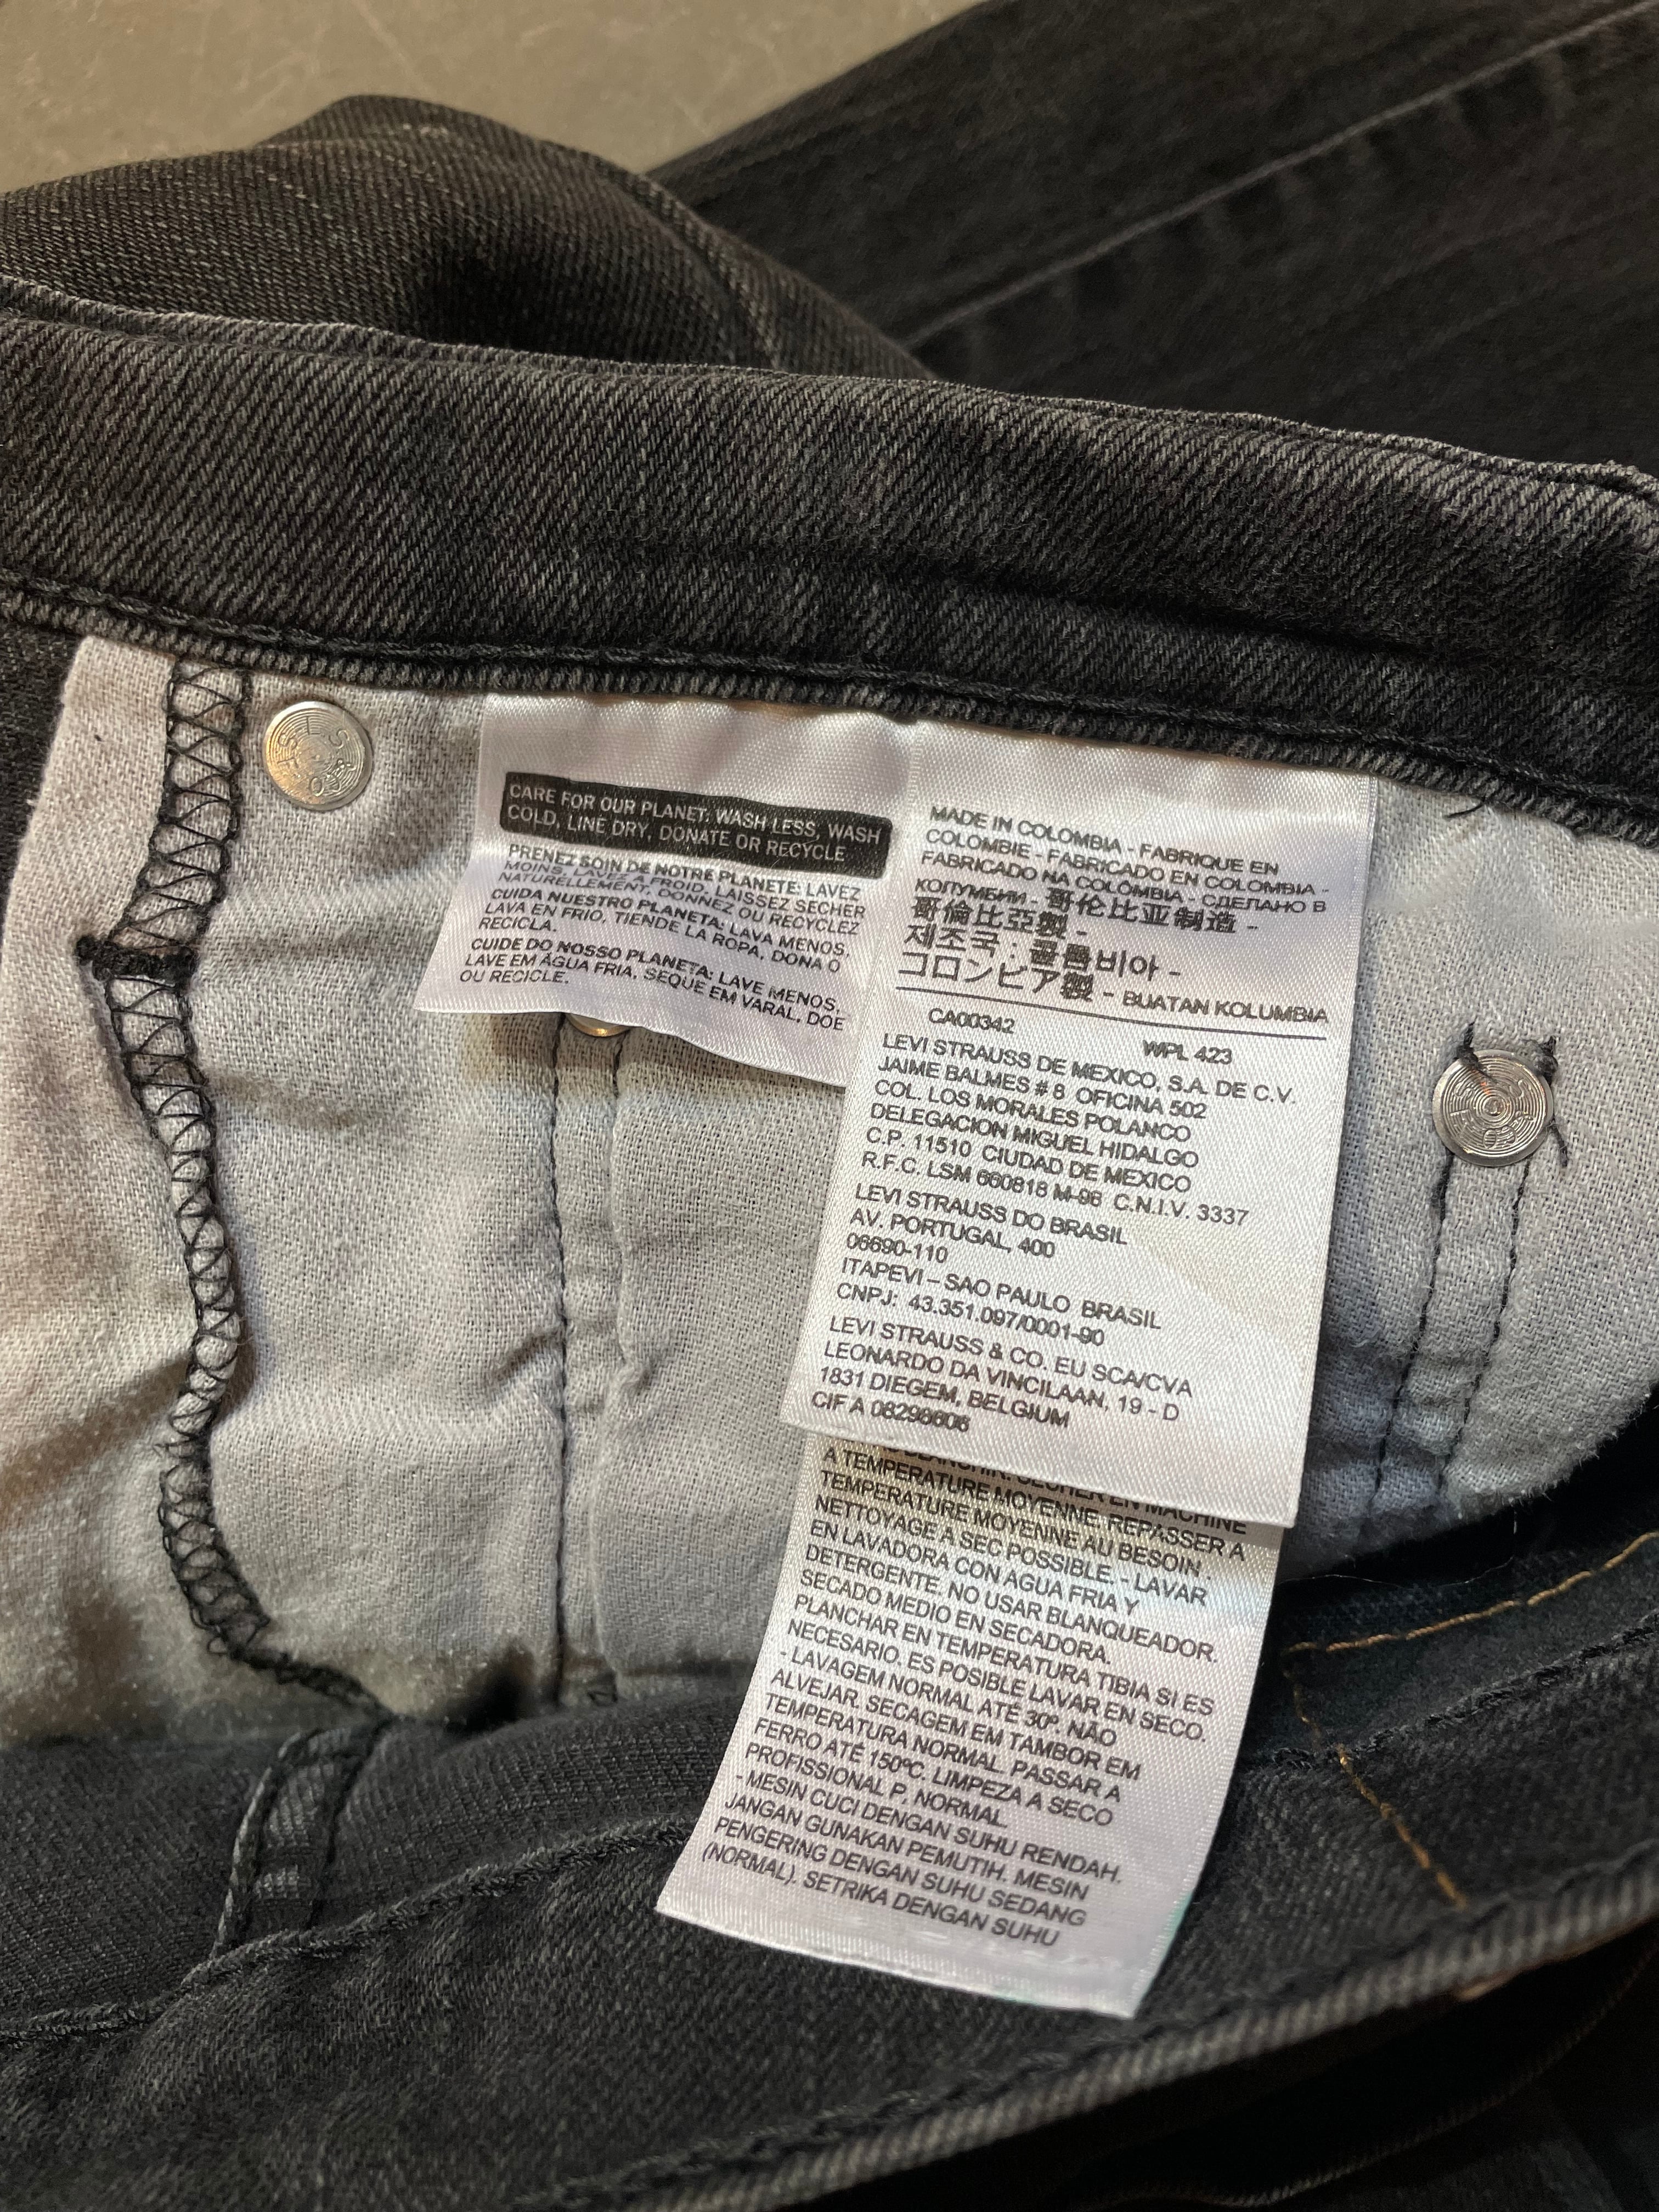 CARE FOR OUR PLANET: WASH LESS, WASH
COLD, LINE DRY, DONATE OR RECYCLE
PRENEZ SOIN DE NOTRE PLANETE: LAVEZ
MOINS, LAVEZ A FROID, LAISSEZ SECHER
NATURELLEMENT, DONNEZ OU RECYCLEZ
CUIDA NUESTRO PLANETA: LAVA MENOS,
LAVA EN FRIO, TIENDE LA ROPA, DONA O
RECICLA.
CUIDE DO NOSSO PLANETA: LAVE MENOS,
LAVE EM ÁGUA FRIA, SEQUE EM VARAL, DOE
OU RECICLE.
MADE IN COLOMBIA - FABRIQUE EN
COLOMBIE - FABRICADO EN COLOMBIA -
FABRICADO NA COLÔMBIA - СДЕЛАНО В
КОЛУМБИИ - 哥伦比亚制造 -
哥倫比亞製 -
제조국 : 콜롬비아 -
コロンビア製 - BUATAN KOLUMBIA
CA00342 WPL 423
LEVI STRAUSS DE MEXICO, S.A. DE C.V.
JAIME BALMES # 8 OFICINA 502
COL. LOS MORALES POLANCO
DELEGACION MIGUEL HIDALGO
C.P. 11510 CIUDAD DE MEXICO
R.F.C. LSM 660818 M-96 C.N.I.V. 3337
LEVI STRAUSS DO BRASIL
AV. PORTUGAL, 400
06690-110
ITAPEVI – SAO PAULO BRASIL
CNPJ: 43.351.097/0001-90
LEVI STRAUSS & CO. EU SCA/CVA
LEONARDO DA VINCILAAN, 19 - D
1831 DIEGEM, BELGIUM
CIF A 08296606
BLANCHIR. SECHER EN MACHINE
A TEMPERATURE MOYENNE. REPASSER A
TEMPERATURE MOYENNE AU BESOIN.
NETTOYAGE A SEC POSSIBLE. - LAVAR
EN LAVADORA CON AGUA FRIA Y
DETERGENTE. NO USAR BLANQUEADOR.
SECADO MEDIO EN SECADORA.
PLANCHAR EN TEMPERATURA TIBIA SI ES
NECESARIO. ES POSIBLE LAVAR EN SECO.
- LAVAGEM NORMAL ATÉ 30º. NÃO
ALVEJAR. SECAGEM EM TAMBOR EM
TEMPERATURA NORMAL. PASSAR A
FERRO ATÉ 150ºC. LIMPEZA A SECO
PROFISSIONAL P. NORMAL.
- MESIN CUCI DENGAN SUHU RENDAH.
JANGAN GUNAKAN PEMUTIH. MESIN
PENGERING DENGAN SUHU SEDANG
(NORMAL). SETRIKA DENGAN SUHU